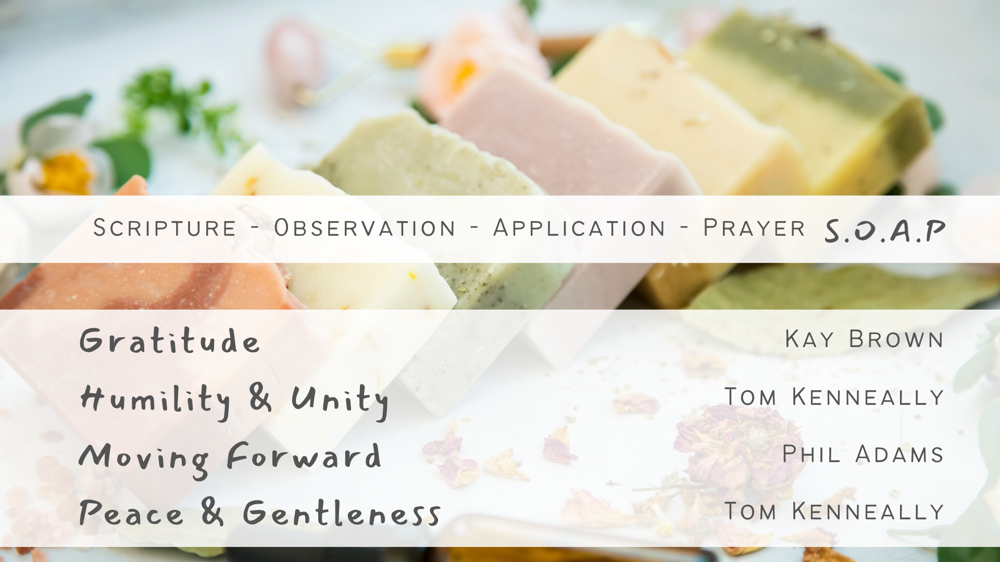 Scripture - Observation - Application - Prayer S.O.A.P
Gratitude Kay Brown
Humility & Unity Tom Kenneally
Moving Forward Phil Adams
Peace & Gentleness Tom Kenneally